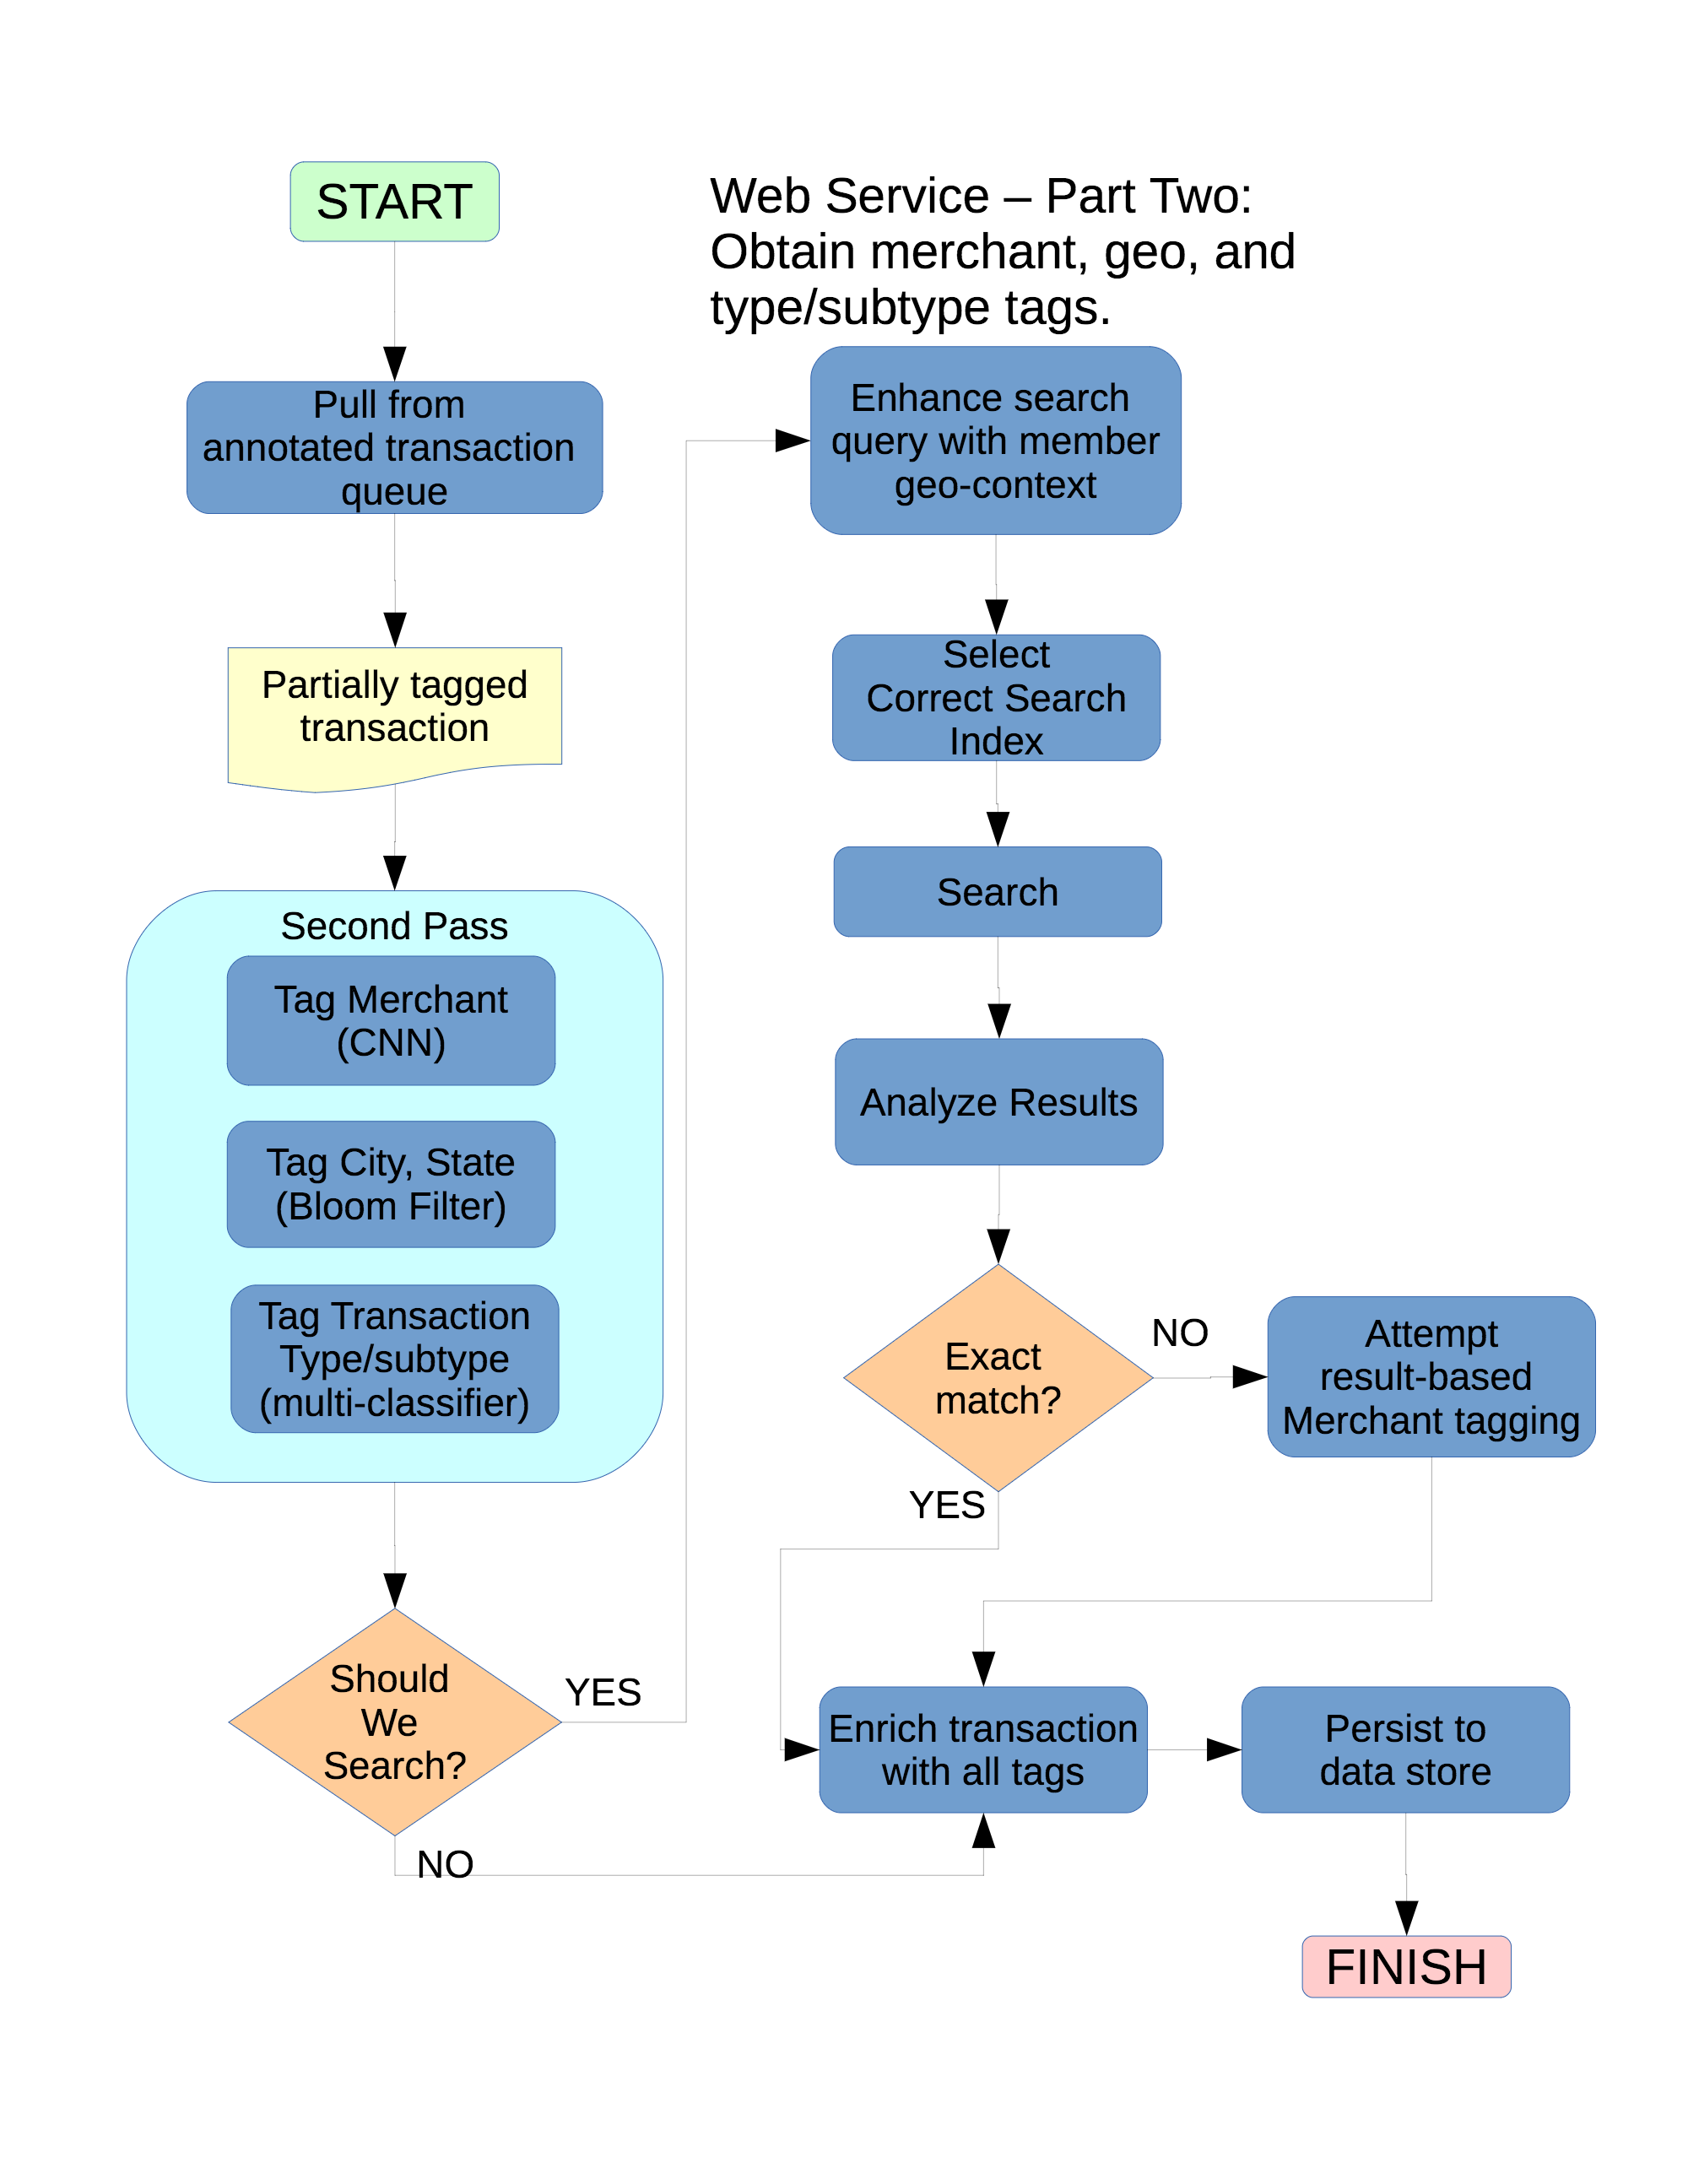 START
Web Service – Part Two:
Obtain merchant, geo, and
type/subtype tags.
Pull from
annotated transaction
queue
Partially tagged
transaction
Second Pass
Tag Merchant
(CNN)
Tag City, State
(Bloom Filter)
Tag Transaction
Type/subtype
(multi-classifier)
Should
We
Search?
YES
NO
Enhance search
query with member
geo-context
Select
Correct Search
Index
Search
Analyze Results
Exact
match?
NO
YES
Attempt
result-based
Merchant tagging
Enrich transaction
with all tags
Persist to
data store
FINISH